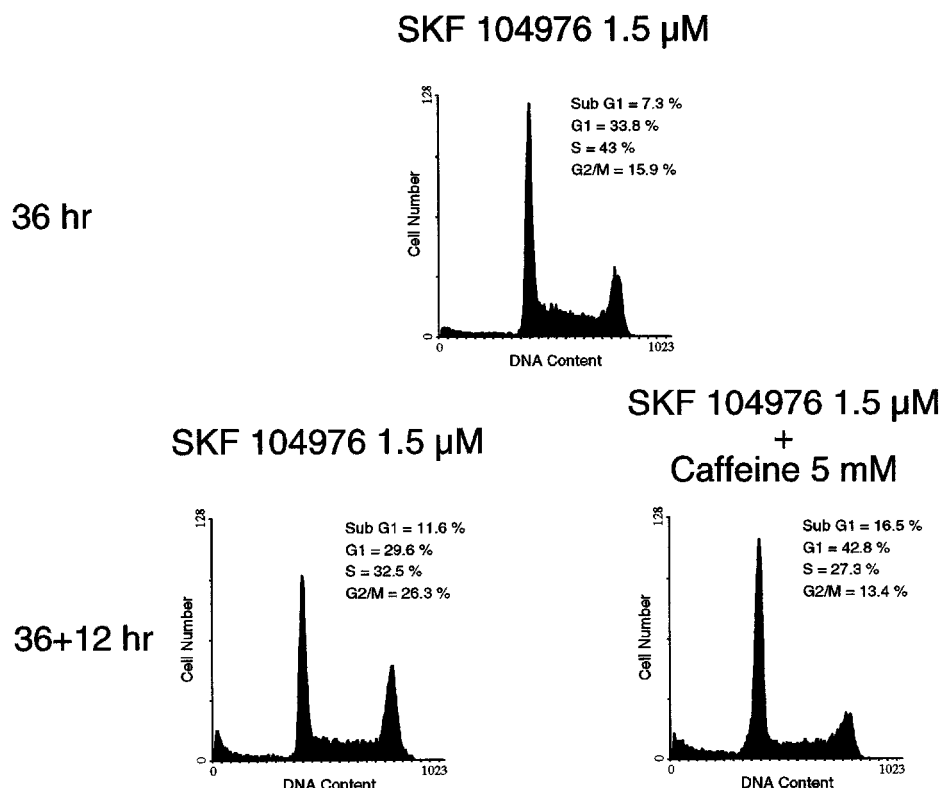 SKF 104976 1.5 µM
128
Sub G1 = 7.3 %
G1 = 33.8 %
S = 43 %
G2/M = 15.9 %
Cell Number
36 hr
0
0
1023
DNA Content
SKF 104976 1.5 µM
128
Sub G1 = 11.6 %
G1 = 29.6 %
S = 32.5 %
G2/M = 26.3 %
Cell Number
36+12 hr
0
0
1023
DNA Content
SKF 104976 1.5 µM
+
Caffeine 5 mM
128
Sub G1 = 16.5 %
G1 = 42.8 %
S = 27.3 %
G2/M = 13.4 %
Cell Number
0
0
1023
DNA Content